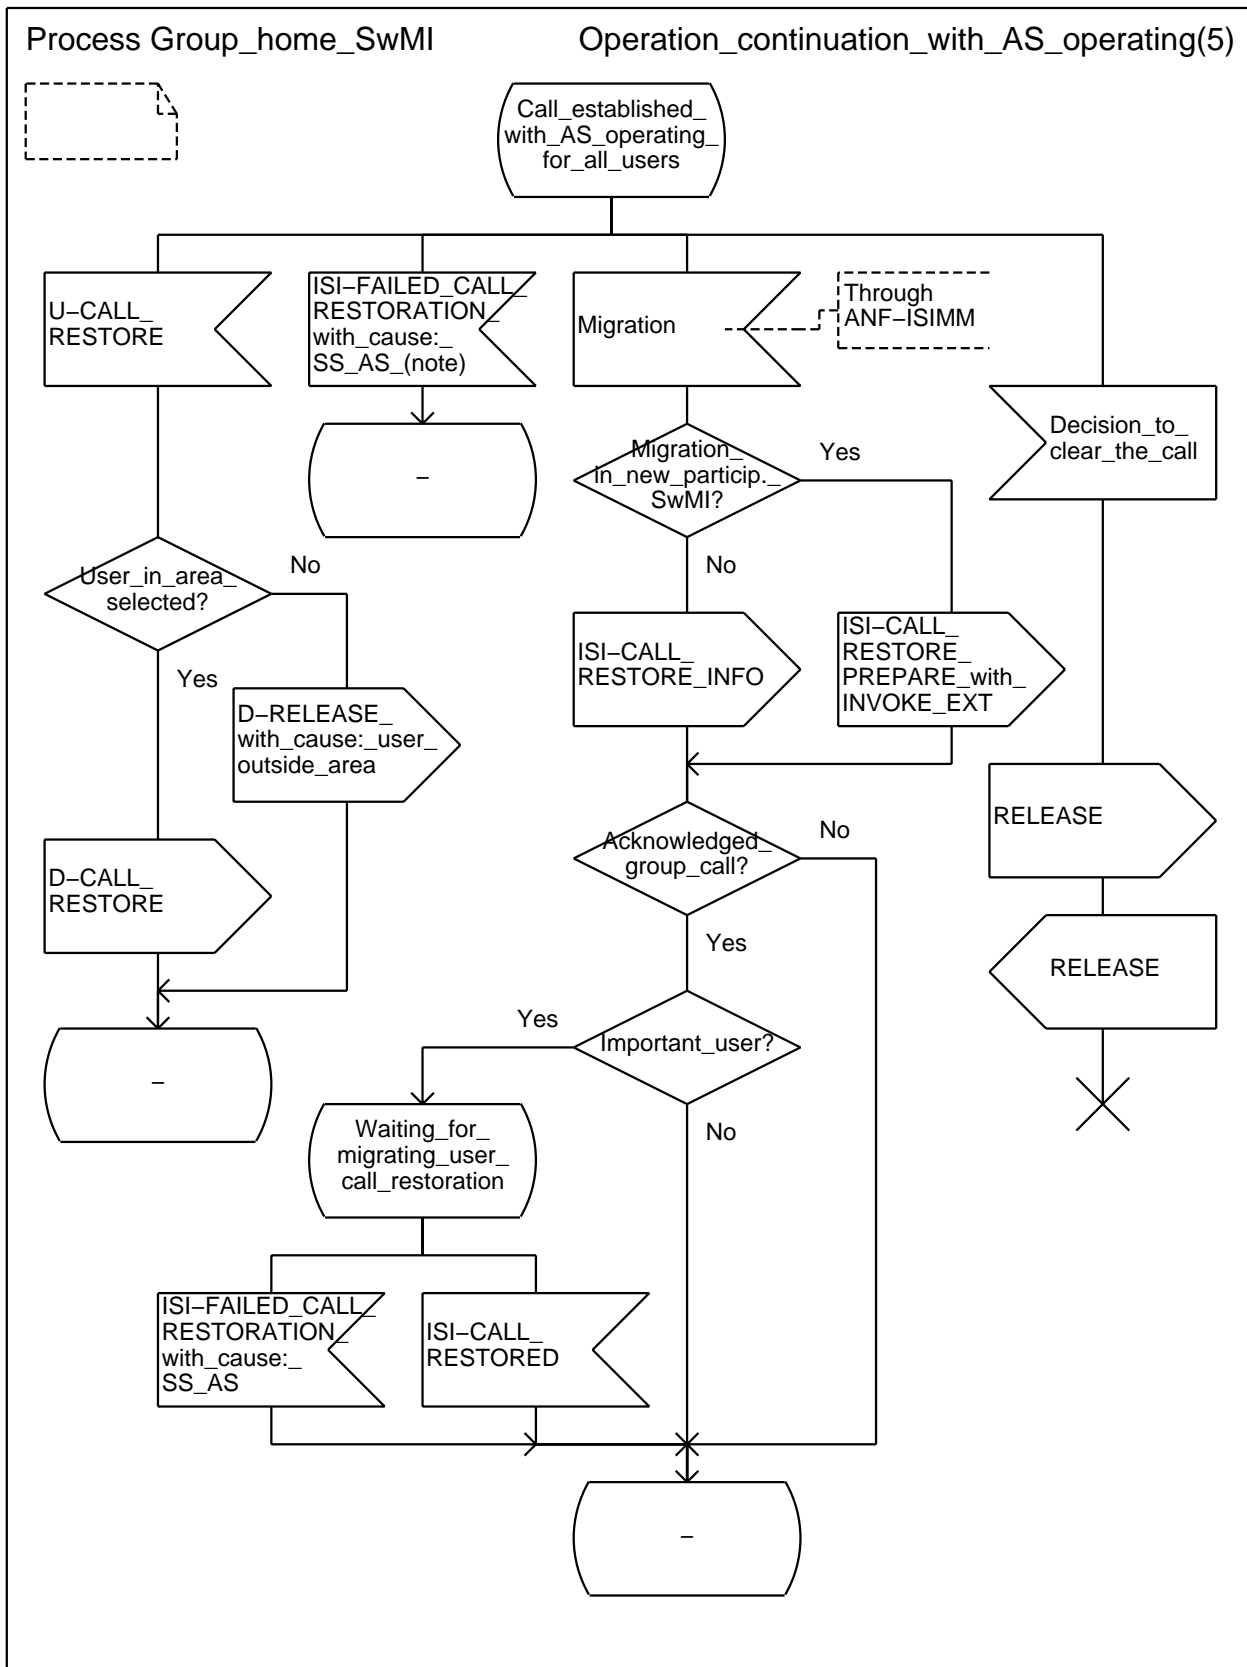 Process Group_home_SwMI
Operation_continuation_with_AS_operating(5)
Call_established_
with_AS_operating_
for_all_users
U−CALL_
RESTORE
ISI−FAILED_CALL_
RESTORATION_
with_cause:_
SS_AS_(note)
Migration
Through
ANF−ISIMM
Decision_to_
clear_the_call
−
Migration_
in_new_particip._
SwMI?
Yes
No
User_in_area_
selected?
No
Yes
ISI−CALL_
RESTORE_INFO
ISI−CALL_
RESTORE_
PREPARE_with_
INVOKE_EXT
D−RELEASE_
with_cause:_user_
outside_area
RELEASE
Acknowledged_
group_call?
No
Yes
D−CALL_
RESTORE
RELEASE
−
Important_user?
Yes
No
Waiting_for_
migrating_user_
call_restoration
ISI−FAILED_CALL_
RESTORATION_
with_cause:_
SS_AS
ISI−CALL_
RESTORED
−